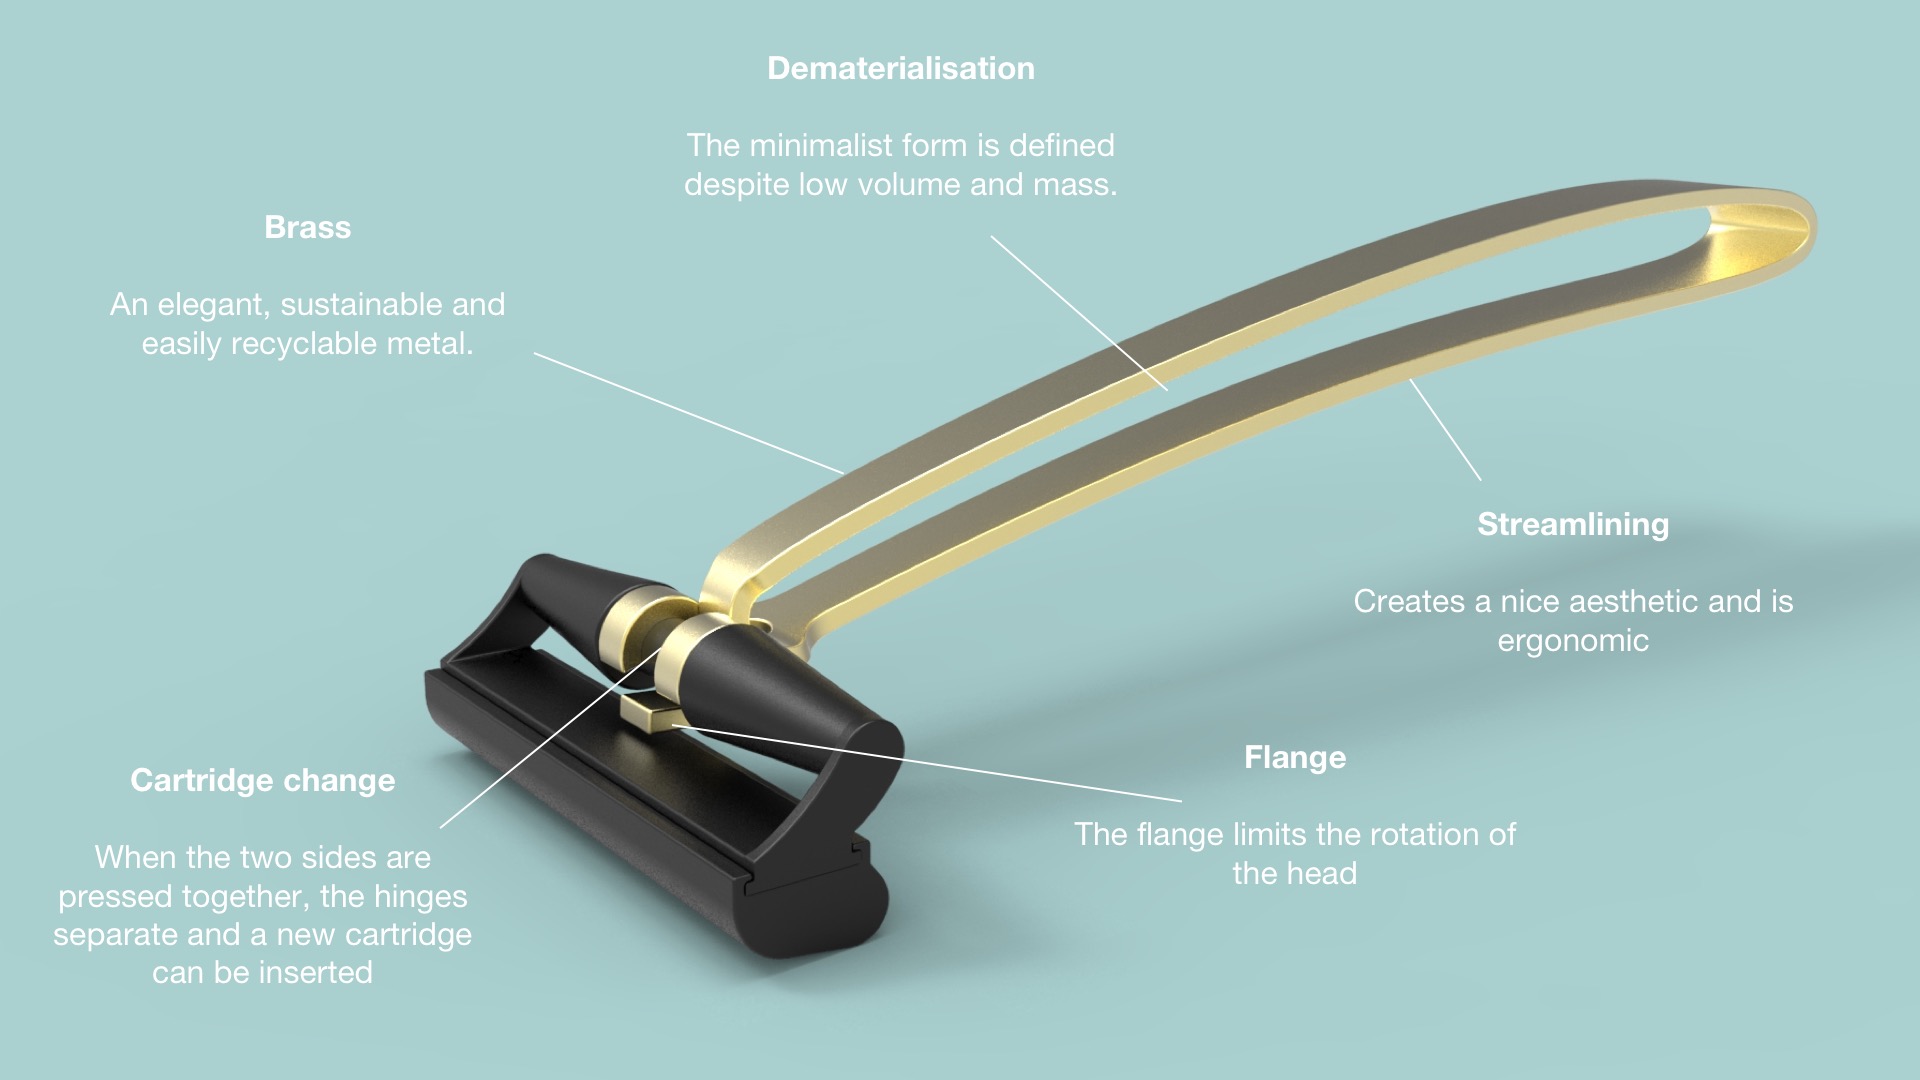 Dematerialisation
The minimalist form is defined
despite low volume and mass.
Brass
An elegant, sustainable and
easily recyclable metal.
Streamlining
Creates a nice aesthetic and is
ergonomic
Flange
The flange limits the rotation of
the head
Cartridge change
When the two sides are
pressed together, the hinges
separate and a new cartridge
can be inserted